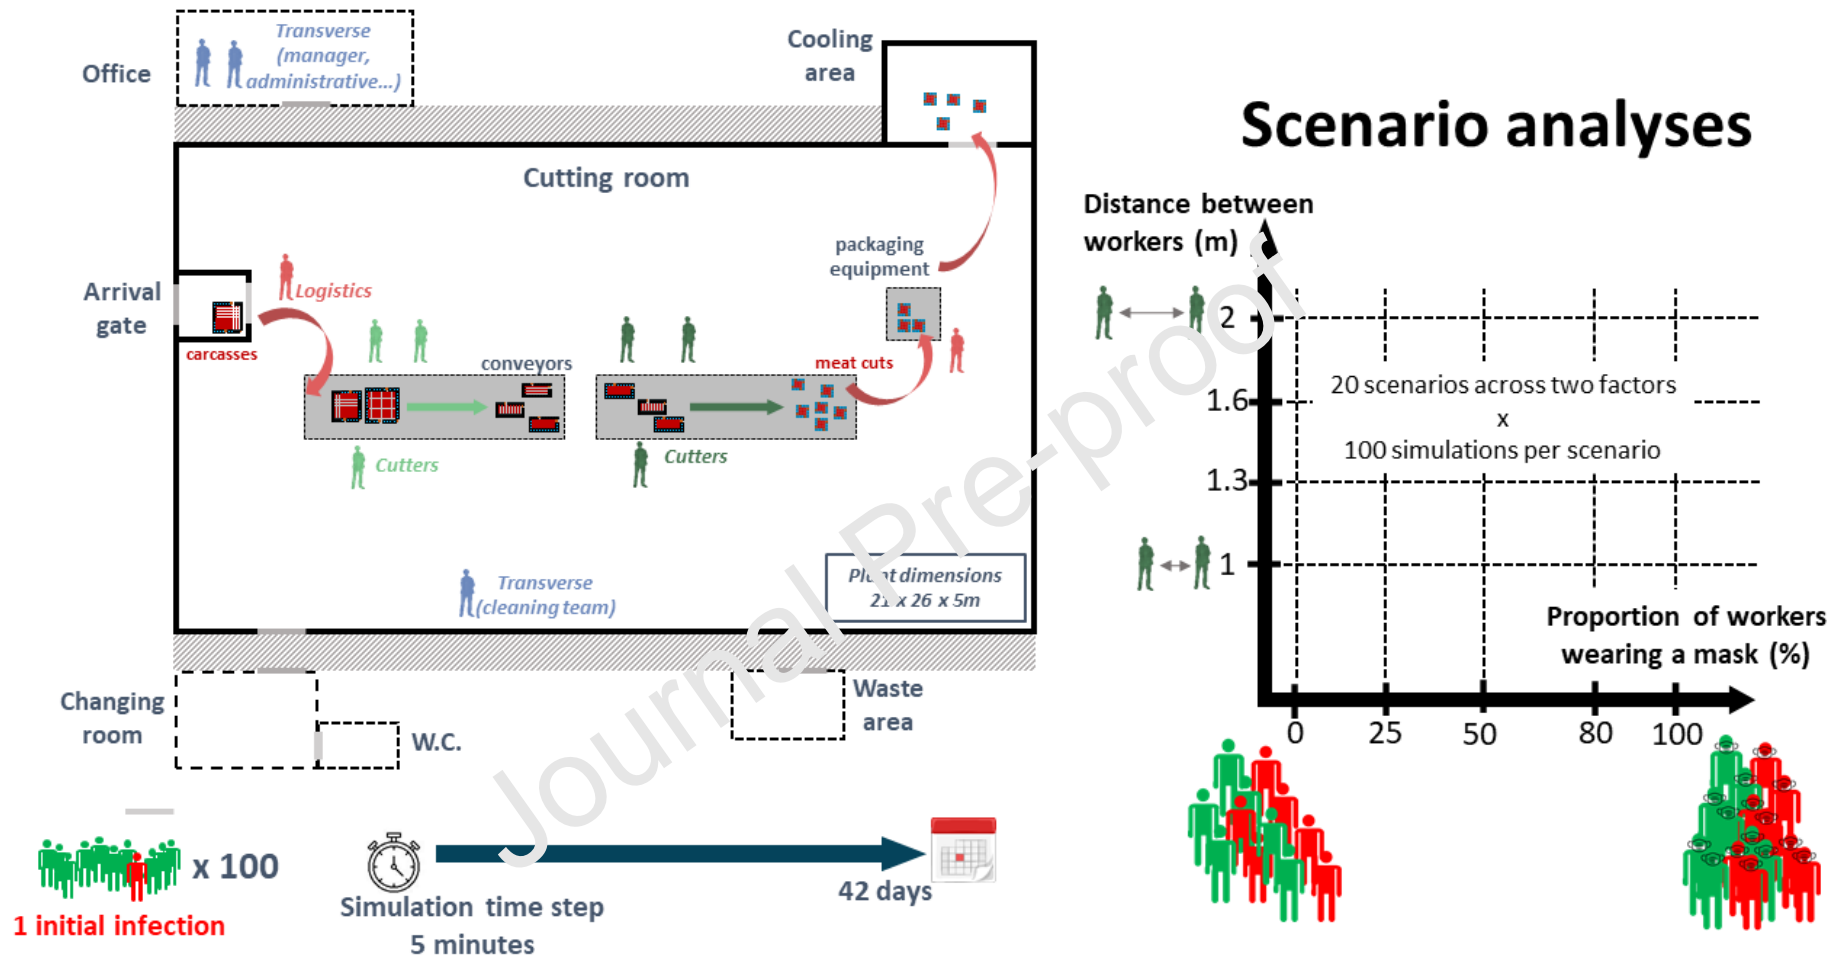 Office
Transverse
(manager,
administrative...)
Cooling
area
Cutting room
Arrival
gate
carcasses
Logistics
conveyors
Cutters
Cutters
meat cuts
packaging
equipment
Transverse
(cleaning team)
Plant dimensions
21 x 26 x 5m
Changing
room
W.C.
Waste
area
x 100
1 initial infection
Simulation time step
5 minutes
42 days
Scenario analyses
Distance between
workers (m)
2
1.6
1.3
1
20 scenarios across two factors
x
100 simulations per scenario
Proportion of workers
wearing a mask (%)
0 25 50 80 100
Journal Pre-proof